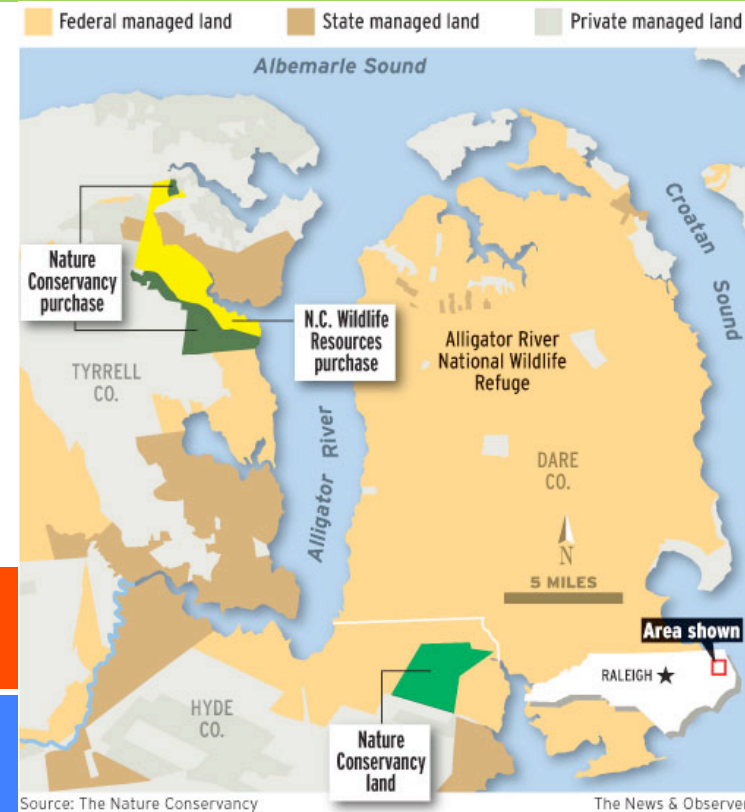 Federal managed land
State managed land
Private managed land
Albemarle Sound
Croatan
Sound
Nature
Conservancy
purchase
N.C. Wildlife
Resources
purchase
Alligator River
National Wildlife
Refuge
TYRRELL
CO.
Alligator River
DARE
CO.
N
5 MILES
Area shown
RALEIGH
HYDE
CO.
Nature
Conservancy
land
Source: The Nature Conservancy
The News & Observer